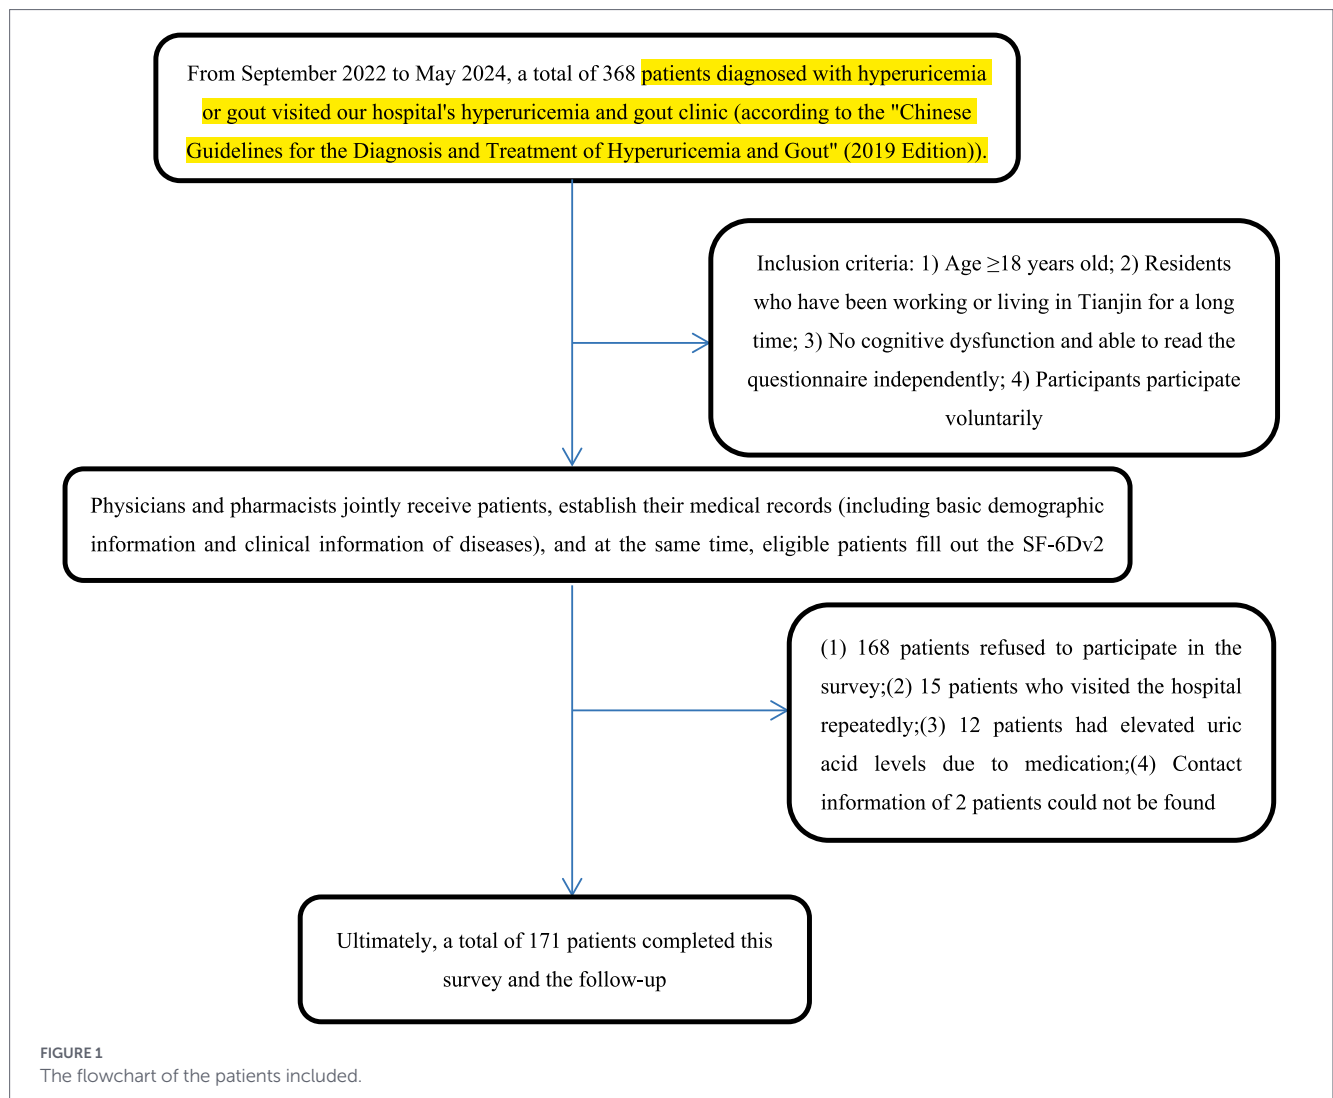 From September 2022 to May 2024, a total of 368 patients diagnosed with hyperuricemia
or gout visited our hospital's hyperuricemia and gout clinic (according to the "Chinese
Guidelines for the Diagnosis and Treatment of Hyperuricemia and Gout" (2019 Edition)).
Inclusion criteria: 1) Age ≥18 years old; 2) Residents
who have been working or living in Tianjin for a long
time; 3) No cognitive dysfunction and able to read the
questionnaire independently; 4) Participants participate
voluntarily
Physicians and pharmacists jointly receive patients, establish their medical records (including basic demographic
information and clinical information of diseases), and at the same time, eligible patients fill out the SF-6Dv2
(1) 168 patients refused to participate in the
survey;(2) 15 patients who visited the hospital
repeatedly;(3) 12 patients had elevated uric
acid levels due to medication;(4) Contact
information of 2 patients could not be found
Ultimately, a total of 171 patients completed this
survey and the follow-up
FIGURE 1
The flowchart of the patients included.